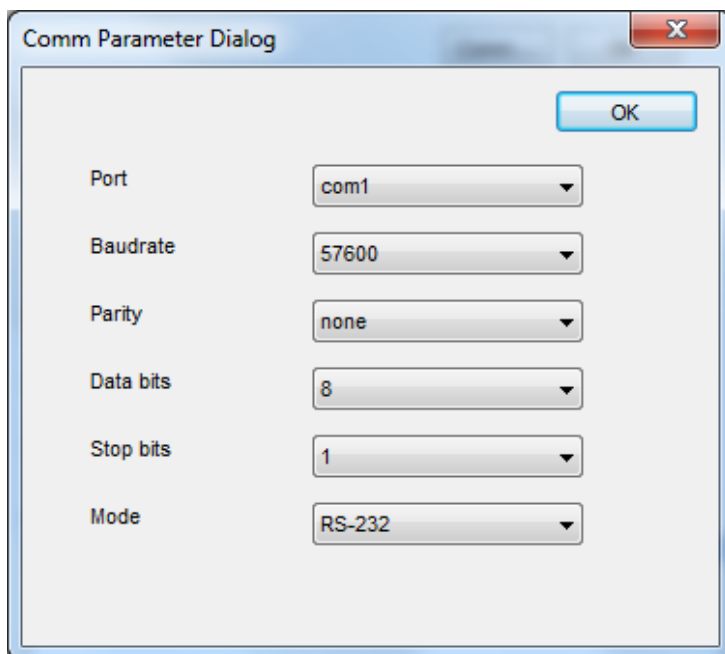 Comm Parameter Dialog
OK
Port com1
Baudrate 57600
Parity none
Data bits 8
Stop bits 1
Mode RS-232